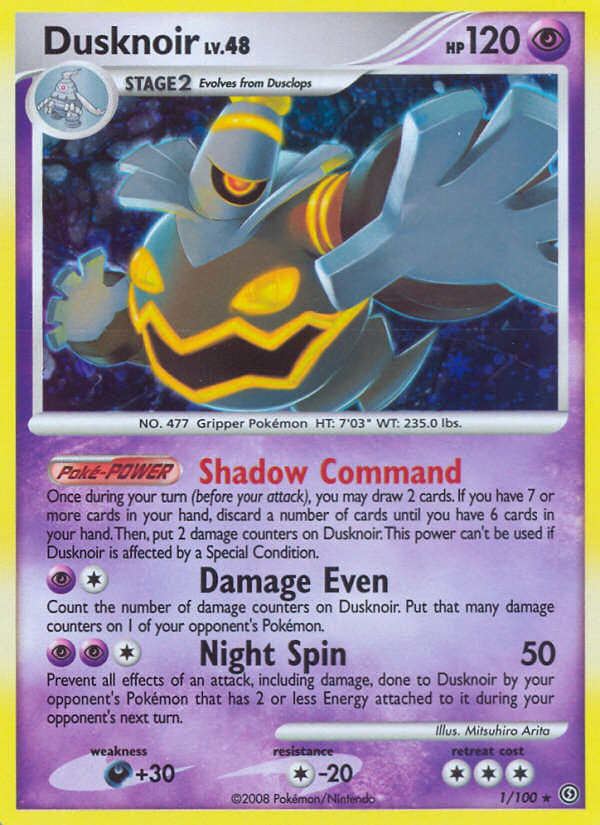 Dusknoir LV.48 HP 120
STAGE2 Evolves from Dusclops
NO. 477 Gripper Pokémon HT: 7'03" WT: 235.0 lbs.
Poké-POWER Shadow Command
Once during your turn (before your attack), you may draw 2 cards. If you have 7 or
more cards in your hand, discard a number of cards until you have 6 cards in
your hand. Then, put 2 damage counters on Dusknoir. This power can't be used if
Dusknoir is affected by a Special Condition.
Damage Even
Count the number of damage counters on Dusknoir. Put that many damage
counters on 1 of your opponent's Pokémon.
Night Spin 50
Prevent all effects of an attack, including damage, done to Dusknoir by your
opponent's Pokémon that has 2 or less Energy attached to it during your
opponent's next turn.
Illus. Mitsuhiro Arita
weakness resistance retreat cost
+30 -20
©2008 Pokémon/Nintendo 1/100 ★